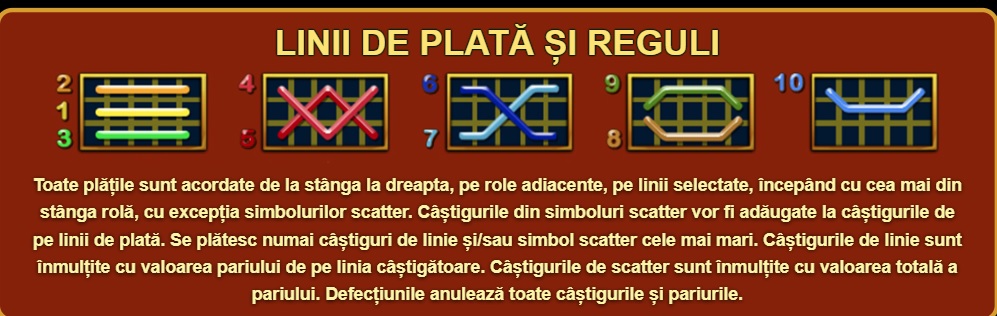 LINII DE PLATĂ ȘI REGULI
2 4 6 9 10
1
3 5 7 8
Toate plățile sunt acordate de la stânga la dreapta, pe role adiacente, pe linii selectate, începând cu cea mai din
stânga rolă, cu excepția simbolurilor scatter. Câștigurile din simboluri scatter vor fi adăugate la câștigurile de
pe linii de plată. Se plătesc numai câștiguri de linie și/sau simbol scatter cele mai mari. Câștigurile de linie sunt
înmulțite cu valoarea pariului de pe linia câștigătoare. Câștigurile de scatter sunt înmulțite cu valoarea totală a
pariului. Defecțiunile anulează toate câștigurile și pariurile.